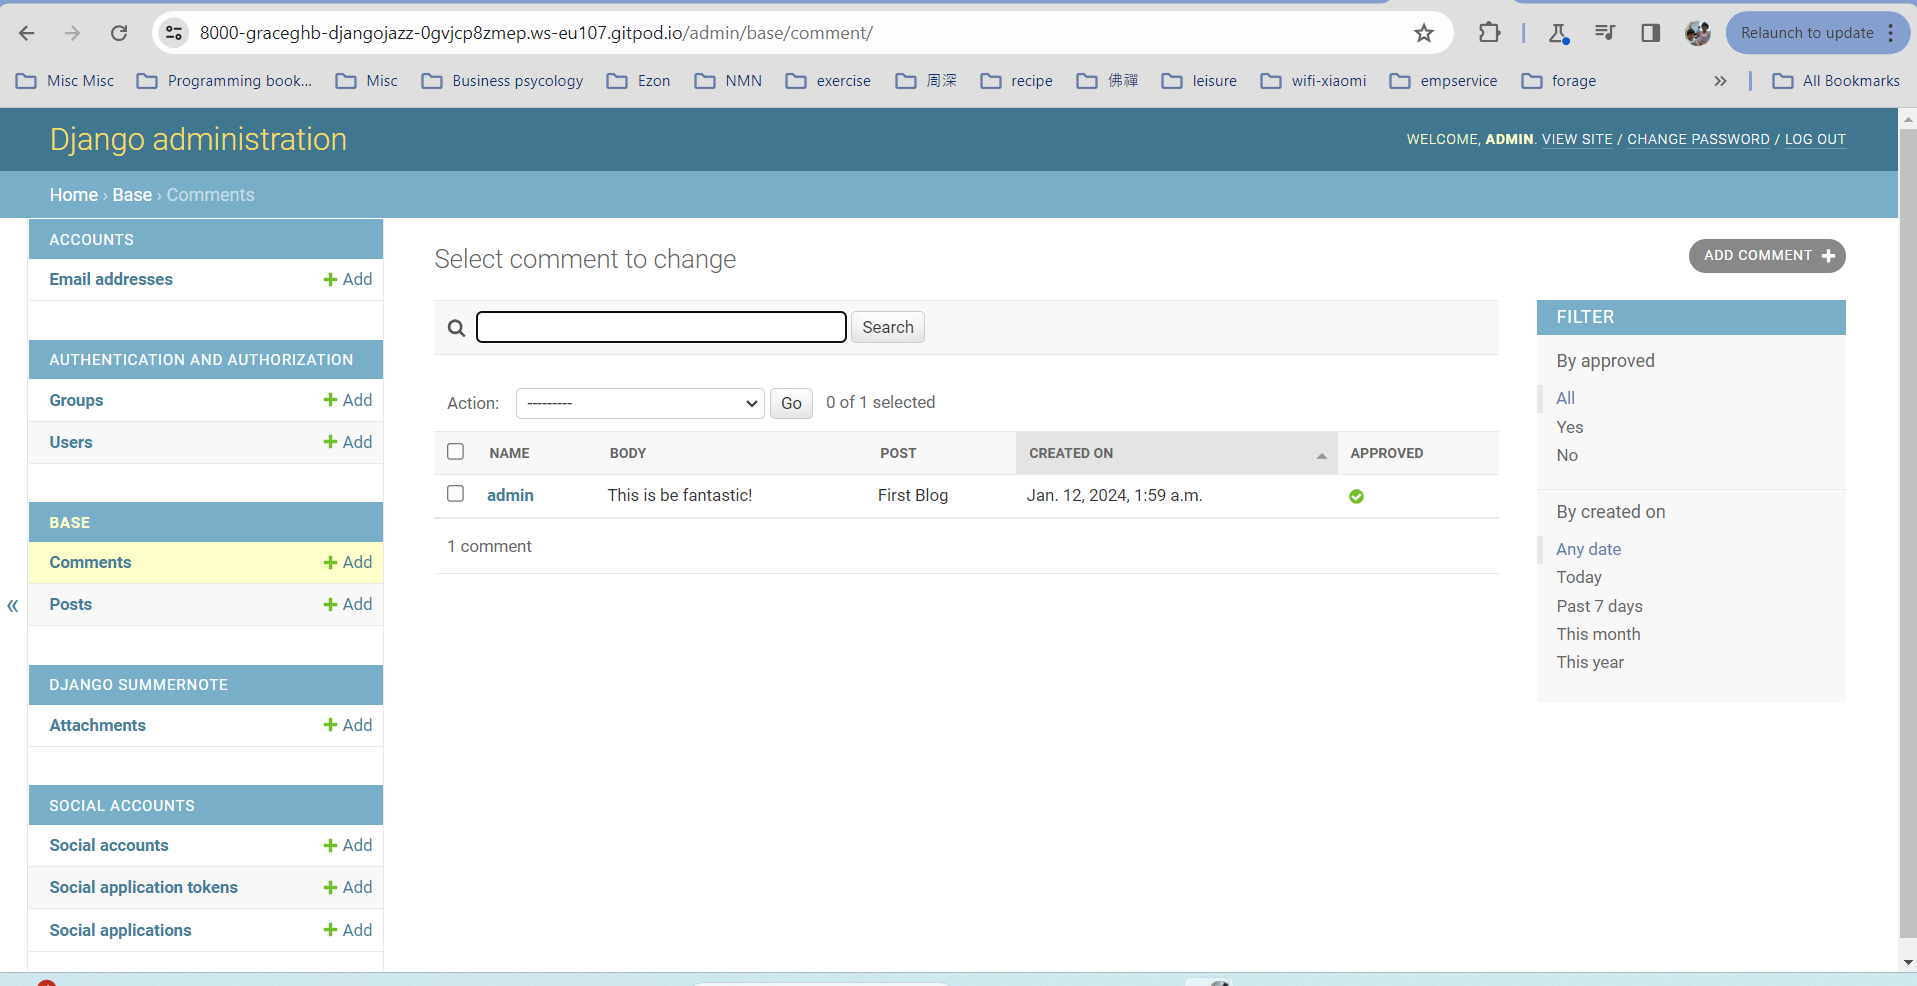 8000-graceghb-djangojazz-0gvjcp8zmep.ws-eu107.gitpod.io/admin/base/comment/
Relaunch to update
Misc Misc
Programming book...
Misc
Business psycology
Ezon
NMN
exercise
周深
recipe
佛禪
leisure
wifi-xiaomi
empservice
forage
»
All Bookmarks
Django administration
WELCOME, ADMIN. VIEW SITE / CHANGE PASSWORD / LOG OUT
Home › Base › Comments
ACCOUNTS
Email addresses
+ Add
AUTHENTICATION AND AUTHORIZATION
Groups
+ Add
Users
+ Add
BASE
Comments
+ Add
Posts
+ Add
«
DJANGO SUMMERNOTE
Attachments
+ Add
SOCIAL ACCOUNTS
Social accounts
+ Add
Social application tokens
+ Add
Social applications
+ Add
Select comment to change
ADD COMMENT +
Search
Action:
---------
Go
0 of 1 selected
NAME BODY POST CREATED ON APPROVED
admin This is be fantastic! First Blog Jan. 12, 2024, 1:59 a.m.
1 comment
FILTER
By approved
All
Yes
No
By created on
Any date
Today
Past 7 days
This month
This year